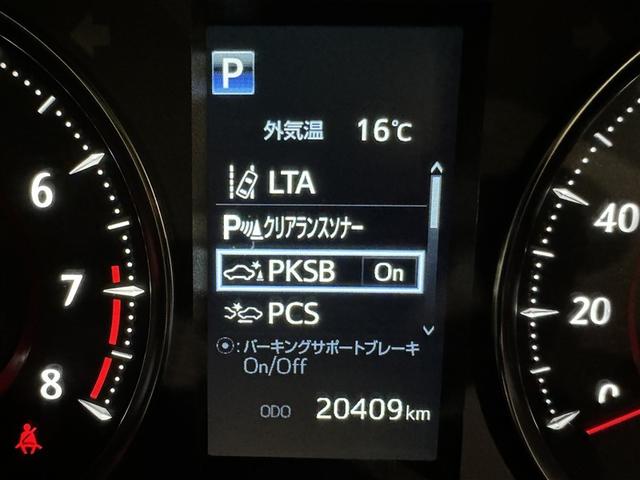 P
外気温 16℃
LTA
P クリアランスソナー
PKSB On
PCS
:パーキングサポートブレーキ
On/Off
ODO 20409km
6
7
8
40
20
0